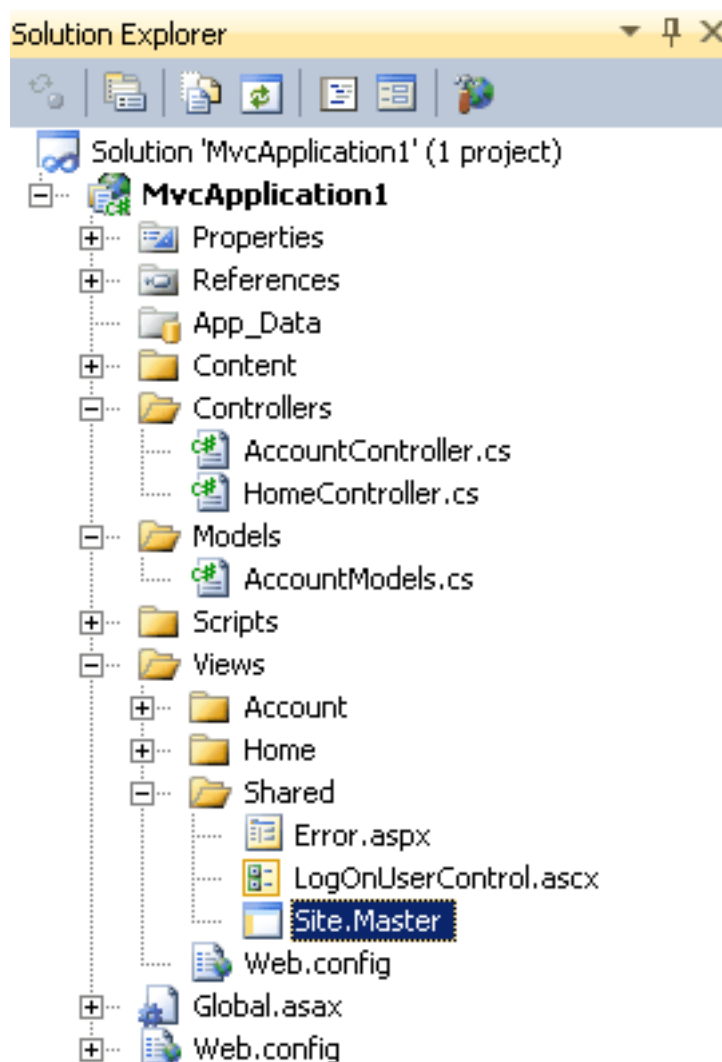 Solution Explorer
Solution 'MvcApplication1' (1 project)
MvcApplication1
Properties
References
App_Data
Content
Controllers
AccountController.cs
HomeController.cs
Models
AccountModels.cs
Scripts
Views
Account
Home
Shared
Error.aspx
LogOnUserControl.ascx
Site.Master
Web.config
Global.asax
Web.config